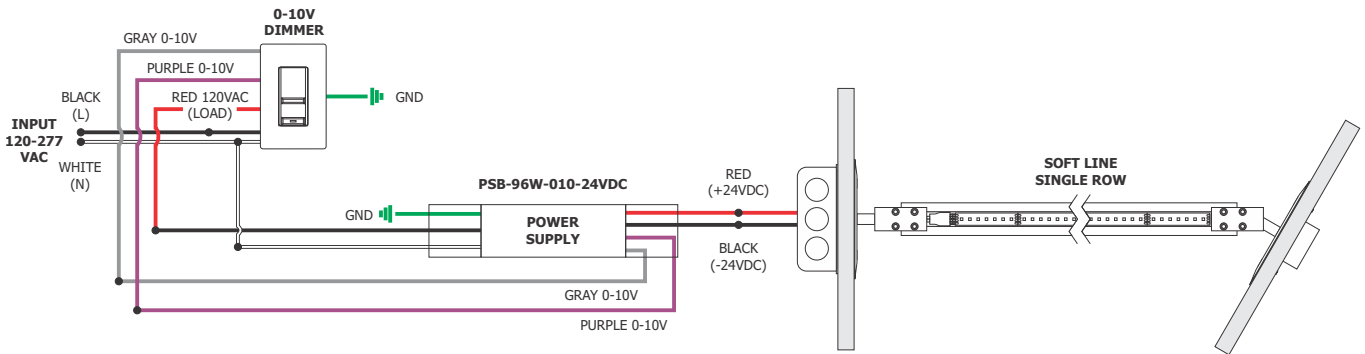 0-10V
DIMMER
GRAY 0-10V
PURPLE 0-10V
BLACK
(L)
RED 120VAC
(LOAD)
GND
INPUT
120-277
VAC
WHITE
(N)
PSB-96W-010-24VDC
GND
POWER
SUPPLY
RED
(+24VDC)
BLACK
(-24VDC)
SOFT LINE
SINGLE ROW
GRAY 0-10V
PURPLE 0-10V